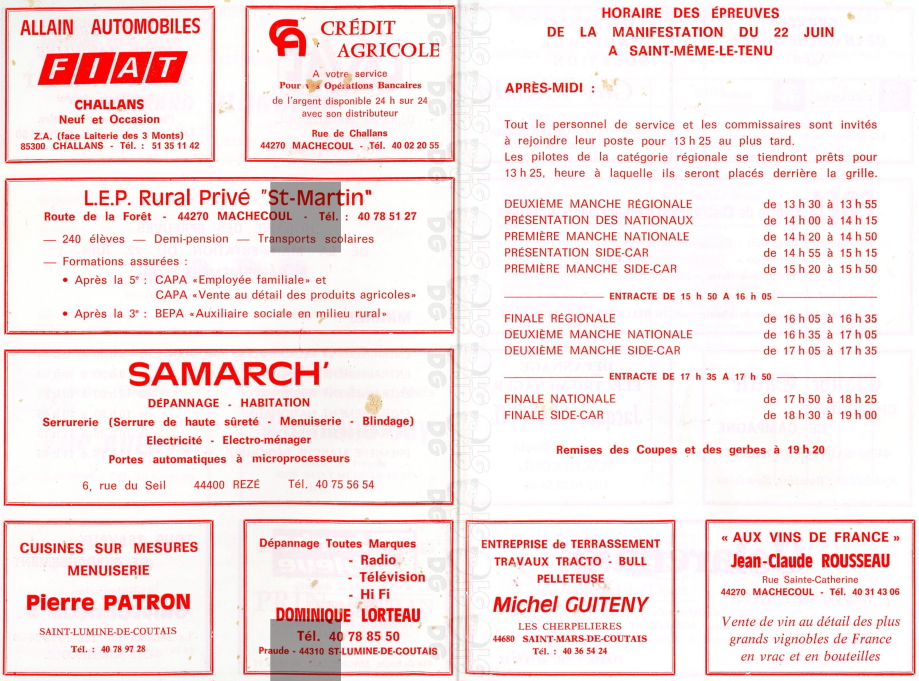 ALLAIN AUTOMOBILES
FIAT
CHALLANS
Neuf et Occasion
Z.A. (face Laiterie des 3 Monts)
85300 CHALLANS - Tél. : 51 35 11 42
CA CRÉDIT
AGRICOLE
A votre service
Pour vos Opérations Bancaires
de l'argent disponible 24 h sur 24
avec son distributeur
Rue de Challans
44270 MACHECOUL - Tél. 40 02 20 55
L.E.P. Rural Privé "St-Martin"
Route de la Forêt - 44270 MACHECOUL - Tél. : 40 78 51 27
— 240 élèves — Demi-pension — Transports scolaires
— Formations assurées :
• Après la 5e : CAPA «Employée familiale» et
CAPA «Vente au détail des produits agricoles»
• Après la 3e : BEPA «Auxiliaire sociale en milieu rural»
SAMARCH'
DÉPANNAGE - HABITATION
Serrurerie (Serrure de haute sûreté - Menuiserie - Blindage)
Electricité - Electro-ménager
Portes automatiques à microprocesseurs
6, rue du Seil 44400 REZÉ Tél. 40 75 56 54
CUISINES SUR MESURES
MENUISERIE
Pierre PATRON
SAINT-LUMINE-DE-COUTAIS
Tél. : 40 78 97 28
Dépannage Toutes Marques
- Radio
- Télévision
- Hi Fi
DOMINIQUE LORTEAU
Tél. 40 78 85 50
Praude - 44310 ST-LUMINE-DE-COUTAIS
HORAIRE DES ÉPREUVES
DE LA MANIFESTATION DU 22 JUIN
A SAINT-MÊME-LE-TENU
APRÈS-MIDI :
Tout le personnel de service et les commissaires sont invités
à rejoindre leur poste pour 13 h 25 au plus tard.
Les pilotes de la catégorie régionale se tiendront prêts pour
13 h 25, heure à laquelle ils seront placés derrière la grille.
DEUXIÈME MANCHE RÉGIONALE de 13 h 30 à 13 h 55
PRÉSENTATION DES NATIONAUX de 14 h 00 à 14 h 15
PREMIÈRE MANCHE NATIONALE de 14 h 20 à 14 h 50
PRÉSENTATION SIDE-CAR de 14 h 55 à 15 h 15
PREMIÈRE MANCHE SIDE-CAR de 15 h 20 à 15 h 50
ENTRACTE DE 15 h 50 A 16 h 05
FINALE RÉGIONALE de 16 h 05 à 16 h 35
DEUXIÈME MANCHE NATIONALE de 16 h 35 à 17 h 05
DEUXIÈME MANCHE SIDE-CAR de 17 h 05 à 17 h 35
ENTRACTE DE 17 h 35 A 17 h 50
FINALE NATIONALE de 17 h 50 à 18 h 25
FINALE SIDE-CAR de 18 h 30 à 19 h 00
Remises des Coupes et des gerbes à 19 h 20
ENTREPRISE de TERRASSEMENT
TRAVAUX TRACTO - BULL
PELLETEUSE
Michel GUITENY
LES CHERPELIERES
44680 SAINT-MARS-DE-COUTAIS
Tél. : 40 36 54 24
« AUX VINS DE FRANCE »
Jean-Claude ROUSSEAU
Rue Sainte-Catherine
44270 MACHECOUL - Tél. 40 31 43 06
Vente de vin au détail des plus
grands vignobles de France
en vrac et en bouteilles